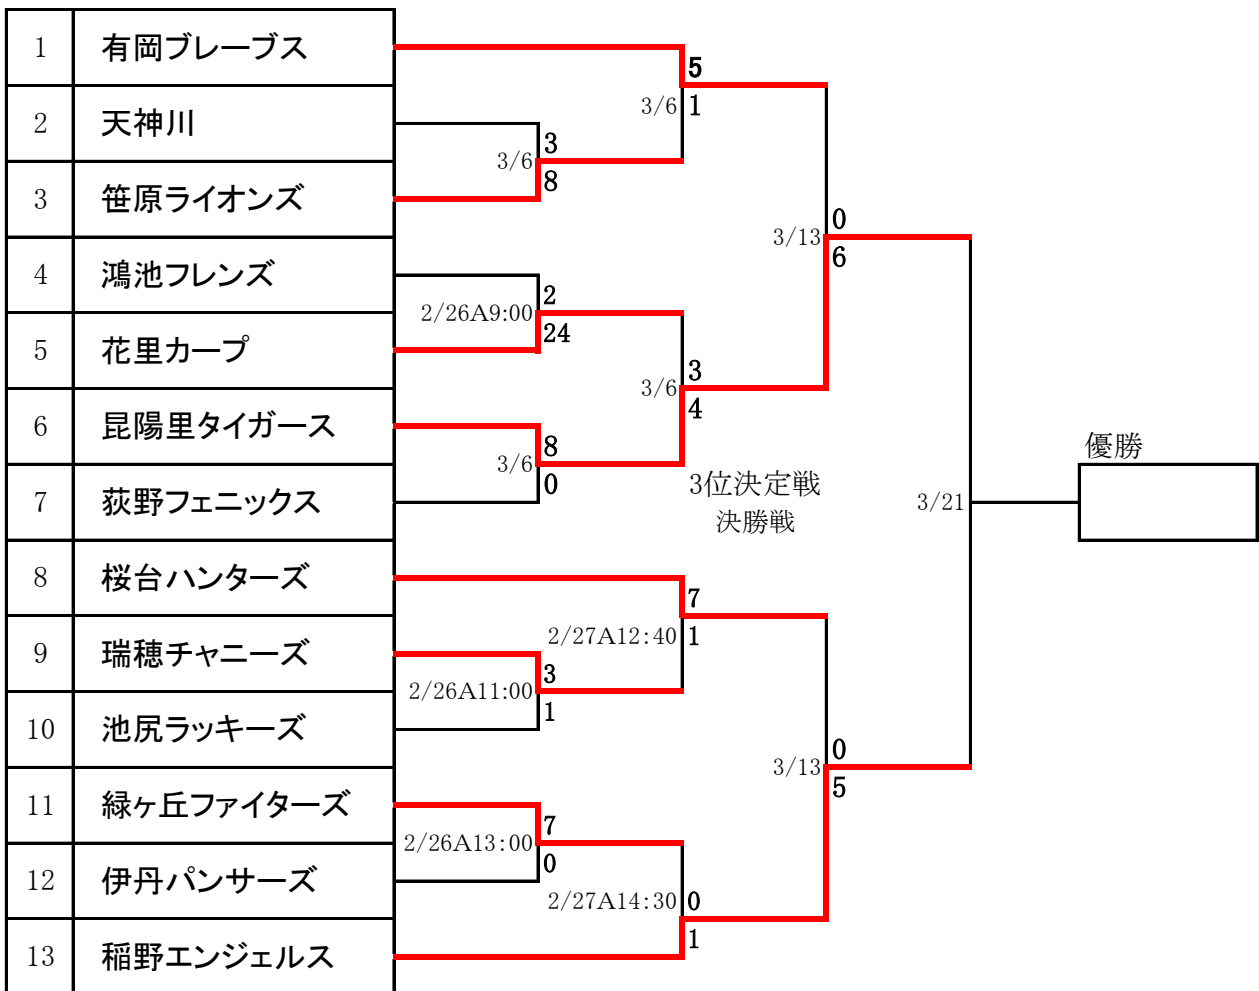 1 有岡ブレーブス
5
3/6 1
2 天神川
3
3/6
8
3 笹原ライオンズ
0
3/13
6
4 鴻池フレンズ
2
2/26A9:00
24
5 花里カープ
3
3/6
4
6 昆陽里タイガース
8
3/6
0
7 荻野フェニックス
3位決定戦
決勝戦
優勝
3/21
8 桜台ハンターズ
7
2/27A12:40 1
9 瑞穂チャニーズ
3
2/26A11:00
1
10 池尻ラッキーズ
0
3/13
5
11 緑ヶ丘ファイターズ
7
2/26A13:00
0
12 伊丹パンサーズ
2/27A14:30 0
1
13 稲野エンジェルス